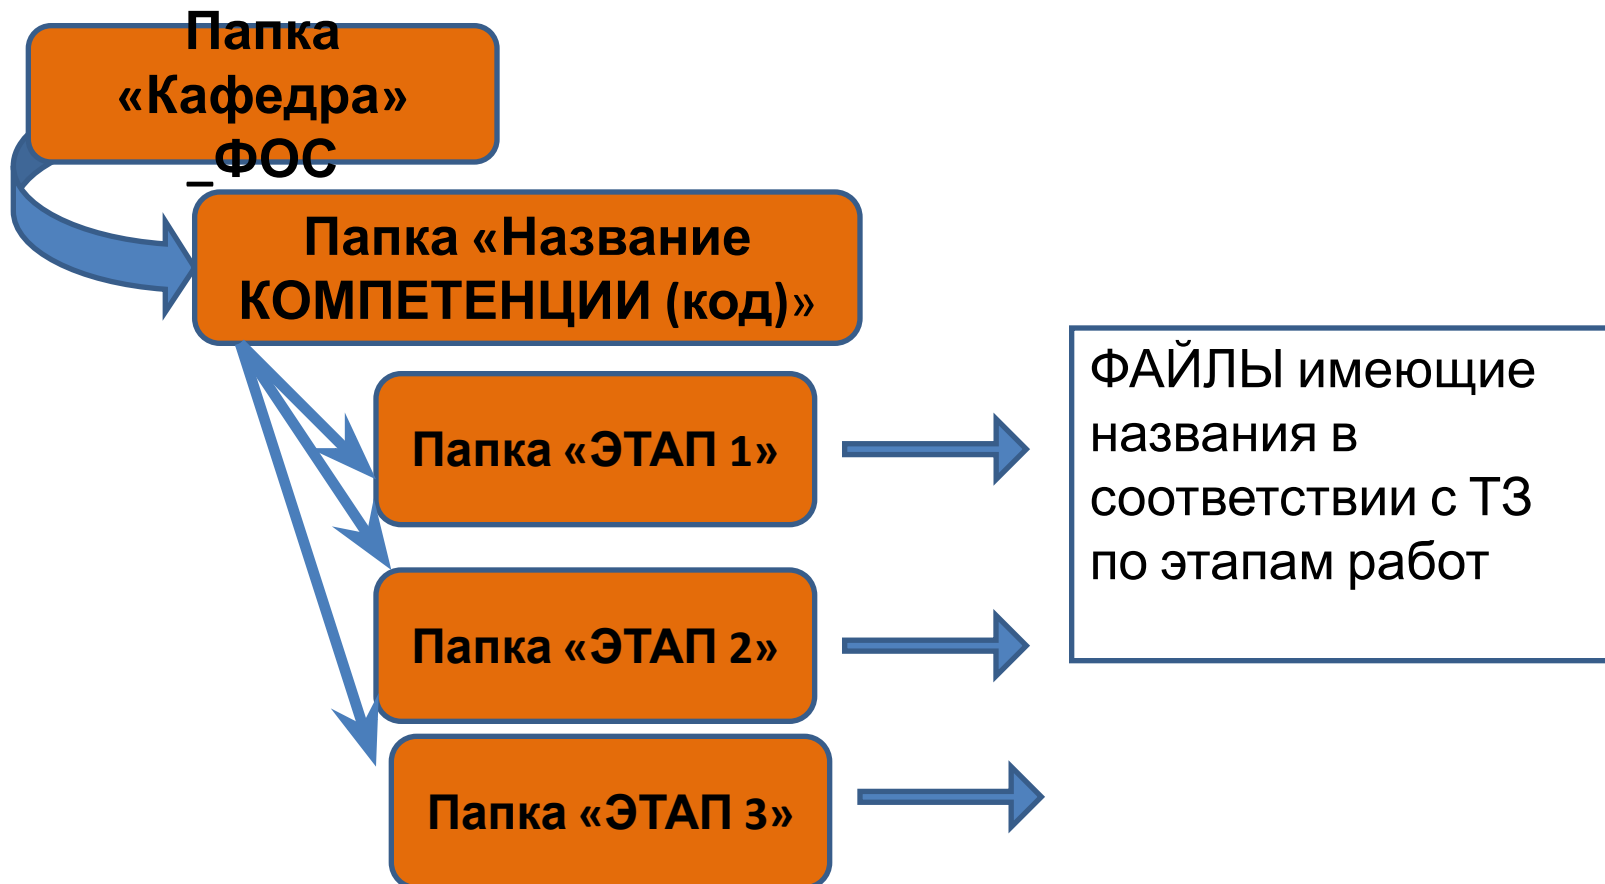 Папка
«Кафедра»
_ФОС
Папка «Название
КОМПЕТЕНЦИИ (код)»
Папка «ЭТАП 1»
ФАЙЛЫ имеющие
названия в
соответствии с ТЗ
по этапам работ
Папка «ЭТАП 2»
Папка «ЭТАП 3»